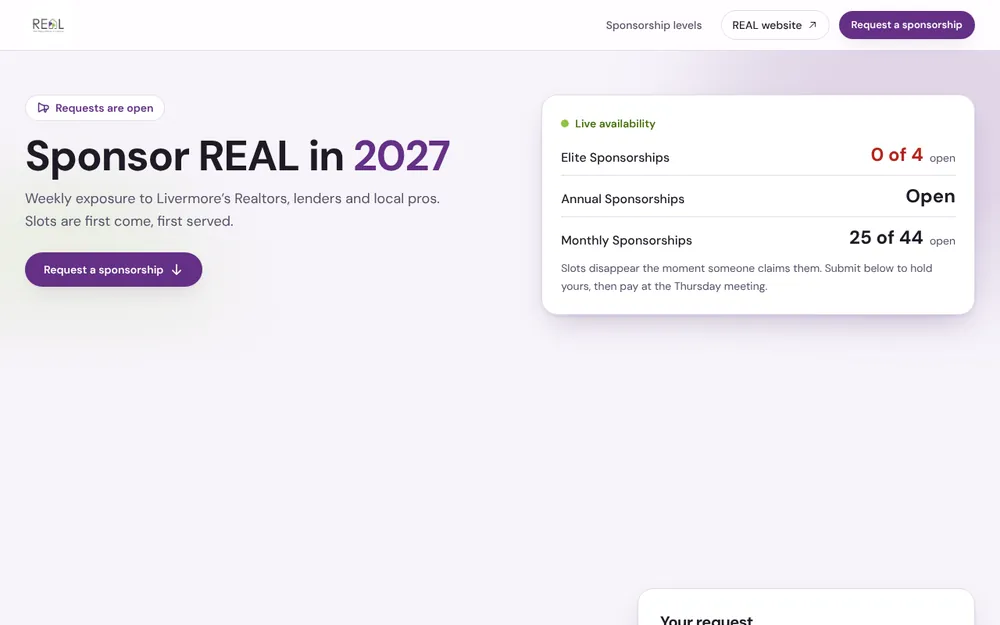 REAL
Sponsorship levels
REAL website
Request a sponsorship
Requests are open
Sponsor REAL in 2027
Weekly exposure to Livermore's Realtors, lenders and local pros.
Slots are first come, first served.
Request a sponsorship
Live availability
Elite Sponsorships 0 of 4 open
Annual Sponsorships Open
Monthly Sponsorships 25 of 44 open
Slots disappear the moment someone claims them. Submit below to hold
yours, then pay at the Thursday meeting.
Your request